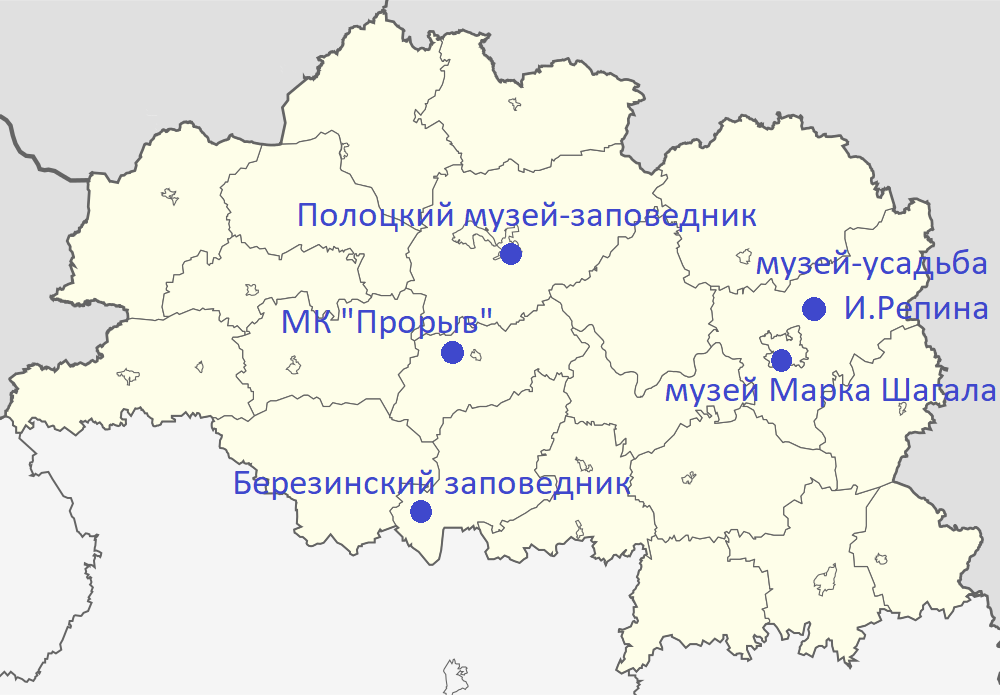 Полоцкий музей-заповедник
музей-усадьба
И.Репина
МК "Прорыв"
музей Марка Шагала
Березинский заповедник